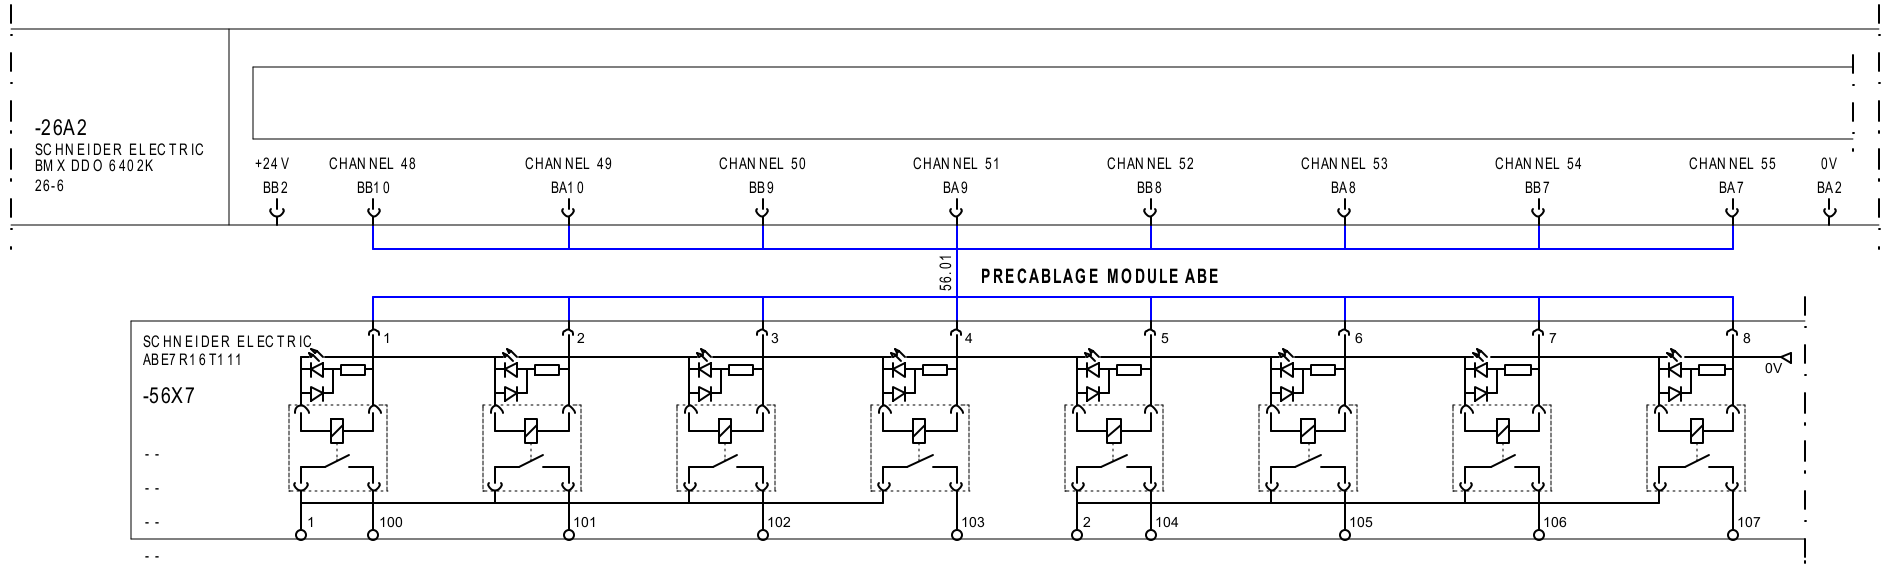 -26A2
SCHNEIDER ELECTRIC
BMX DDO 6402K
26-6
+24V CHANNEL 48 CHANNEL 49 CHANNEL 50 CHANNEL 51 CHANNEL 52 CHANNEL 53 CHANNEL 54 CHANNEL 55 0V
BB2 BB10 BA10 BB9 BA9 BB8 BA8 BB7 BA7 BA2
56.01
PRECABLAGE MODULE ABE
1 2 3 4 5 6 7 8
SCHNEIDER ELECTRIC
ABE7R16T111
0V
-56X7
- -
- -
- -
1 100 101 102 103 2 104 105 106 107
- -